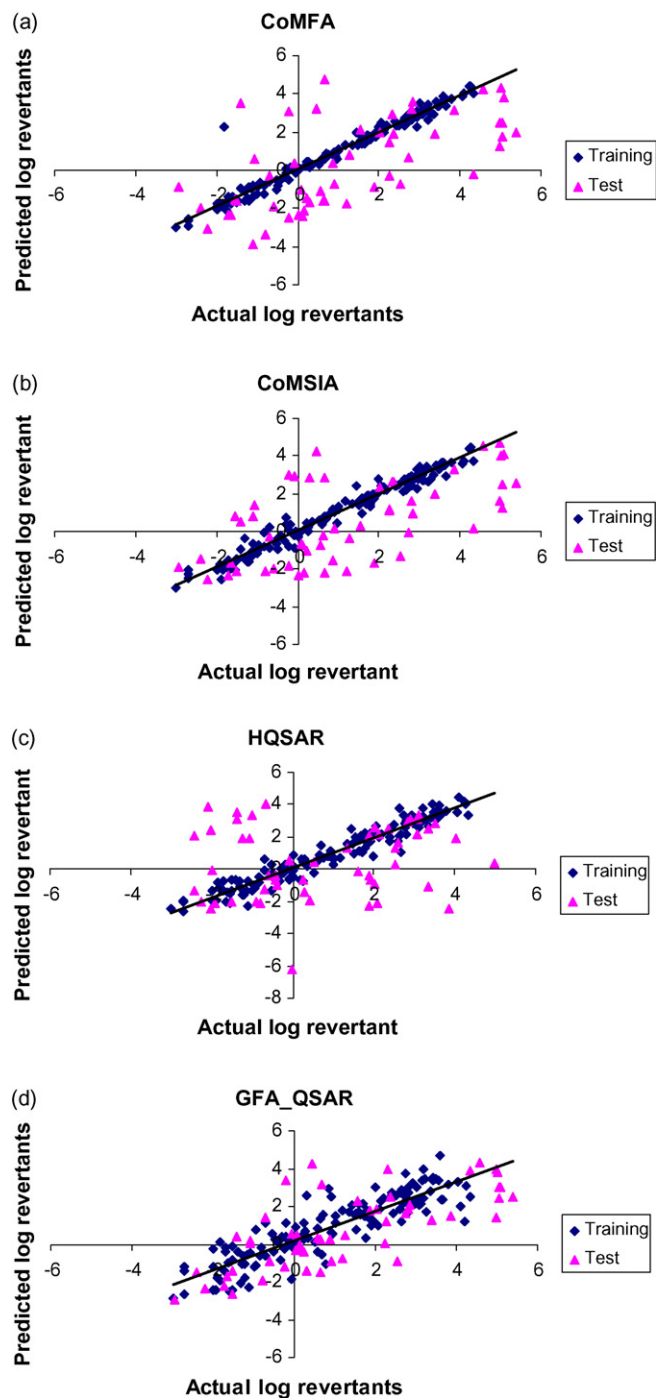 (a)
CoMFA
Predicted log revertants
6
4
2
0
-6 -4 -2 0 2 4 6
-2
-4
-6
Actual log revertants
Training
Test
(b)
CoMSIA
Predicted log revertant
6
4
2
0
-6 -4 -2 0 2 4 6
-2
-4
-6
Actual log revertant
Training
Test
(c)
HQSAR
Predicted log revertant
6
4
2
0
-6 -4 -2 0 2 4 6
-2
-4
-6
-8
Actual log revertant
Training
Test
(d)
GFA_QSAR
Predicted log revertants
6
4
2
0
-6 -4 -2 0 2 4 6
-2
-4
-6
Actual log revertants
Training
Test